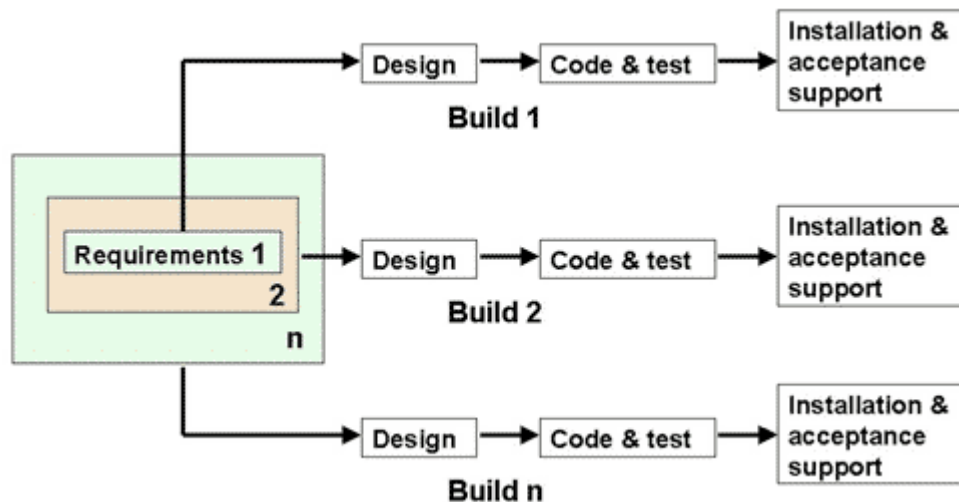 Design
Code & test
Installation &
acceptance
support
Build 1
Requirements 1
2
n
Design
Code & test
Installation &
acceptance
support
Build 2
Design
Code & test
Installation &
acceptance
support
Build n